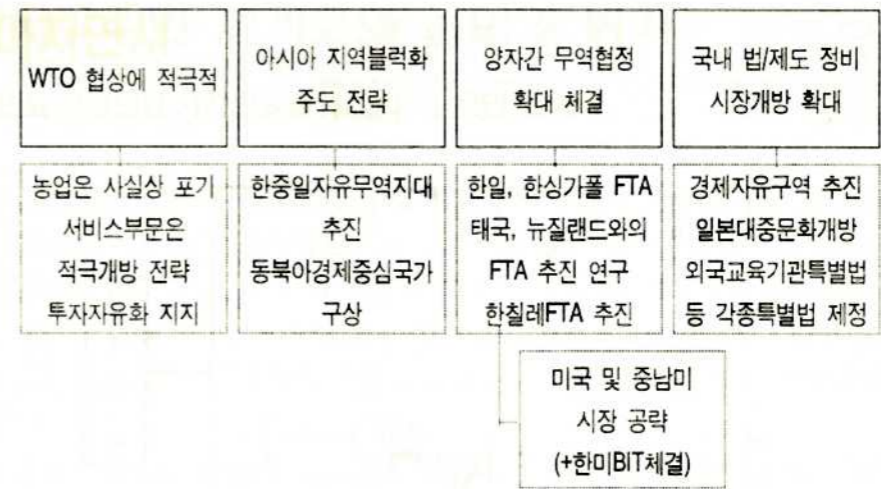 WTO 협상에 적극적
아시아 지역블럭화
주도 전략
양자간 무역협정
확대 체결
국내 법/제도 정비
시장개방 확대
농업은 사실상 포기
서비스부문은
적극개방 전략
투자자유화 지지
한중일자유무역지대
추진
동북아경제중심국가
구상
한일, 한싱가폴 FTA
태국, 뉴질랜드와의
FTA 추진 연구
한칠레FTA 추진
경제자유구역 추진
일본대중문화개방
외국교육기관특별법
등 각종특별법 제정
미국 및 중남미
시장 공략
(+한미BIT체결)